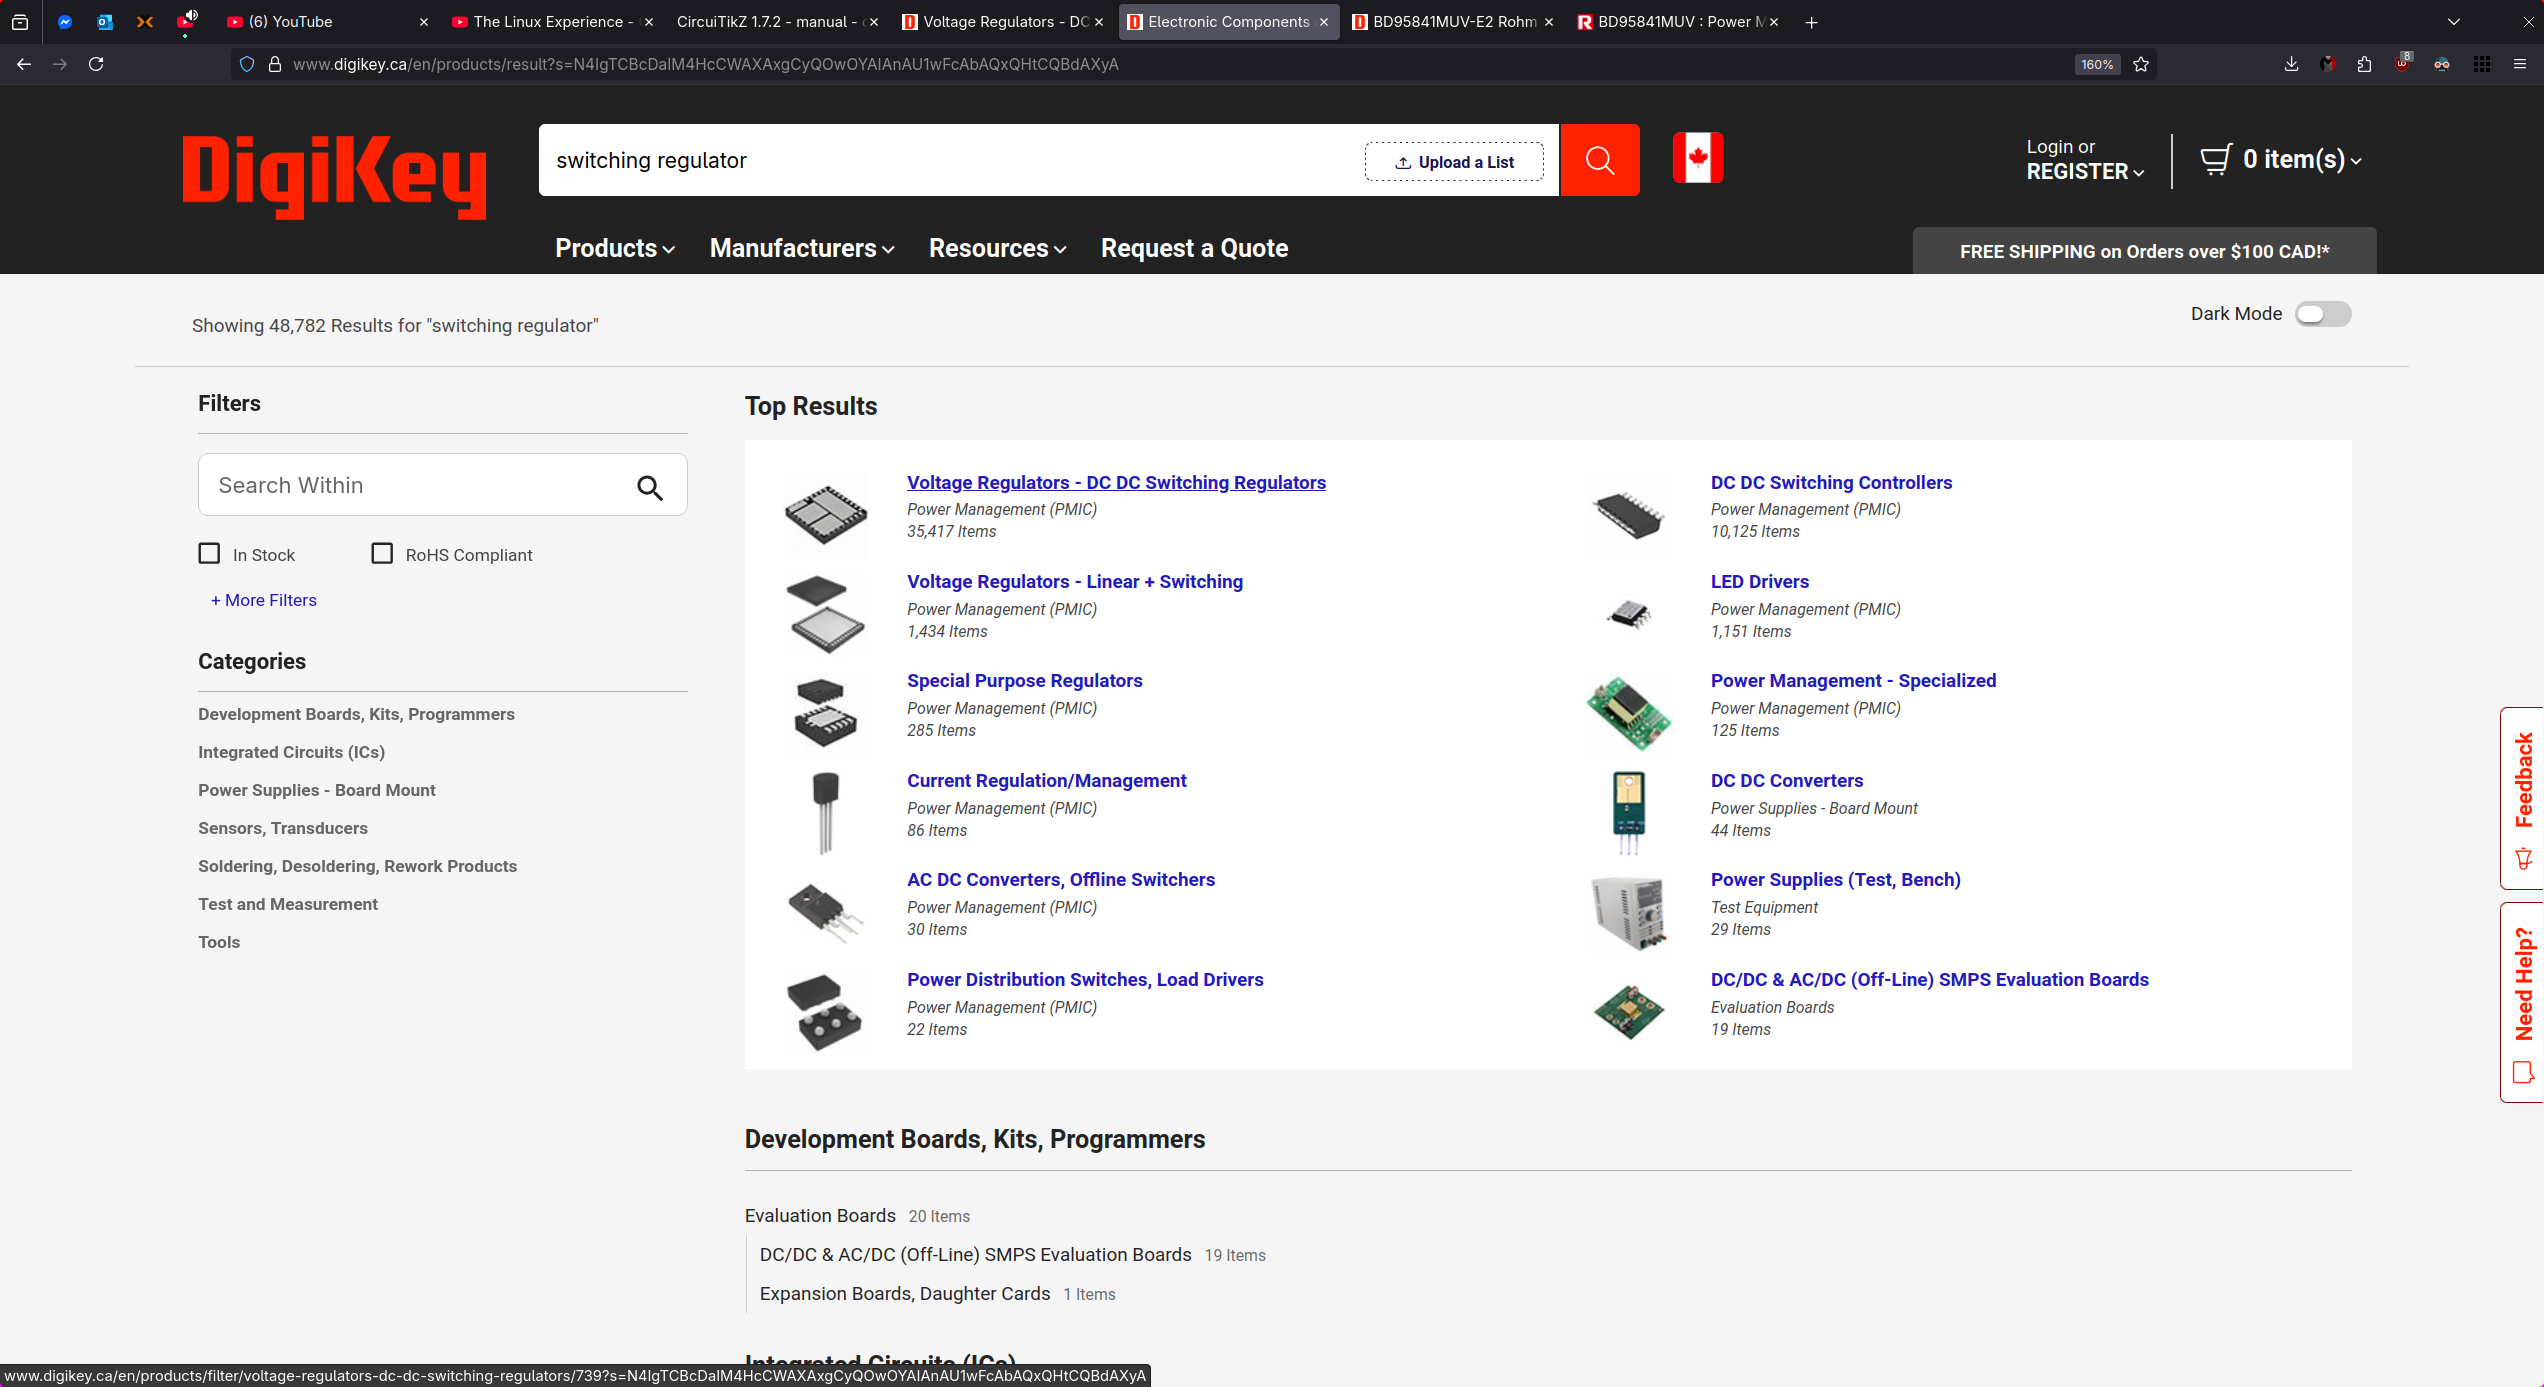 (6) YouTube
The Linux Experience -
CircuiTikZ 1.7.2 - manual -
Voltage Regulators - DC
Electronic Components
BD95841MUV-E2 Rohm
BD95841MUV : Power M
www.digikey.ca/en/products/result?s=N4IgTCBcDaIM4HcCWAXAxgCyQOwOYAIAnAU1wFcAbAQxQHtCQBdAXyA
160%
8
DigiKey
switching regulator
Upload a List
Login or
REGISTER
0 item(s)
Products
Manufacturers
Resources
Request a Quote
FREE SHIPPING on Orders over $100 CAD!*
Showing 48,782 Results for "switching regulator"
Dark Mode
Filters
Search Within
In Stock
RoHS Compliant
+ More Filters
Categories
Development Boards, Kits, Programmers
Integrated Circuits (ICs)
Power Supplies - Board Mount
Sensors, Transducers
Soldering, Desoldering, Rework Products
Test and Measurement
Tools
Top Results
Voltage Regulators - DC DC Switching Regulators
Power Management (PMIC)
35,417 Items
DC DC Switching Controllers
Power Management (PMIC)
10,125 Items
Voltage Regulators - Linear + Switching
Power Management (PMIC)
1,434 Items
LED Drivers
Power Management (PMIC)
1,151 Items
Special Purpose Regulators
Power Management (PMIC)
285 Items
Power Management - Specialized
Power Management (PMIC)
125 Items
Current Regulation/Management
Power Management (PMIC)
86 Items
DC DC Converters
Power Supplies - Board Mount
44 Items
AC DC Converters, Offline Switchers
Power Management (PMIC)
30 Items
Power Supplies (Test, Bench)
Test Equipment
29 Items
Power Distribution Switches, Load Drivers
Power Management (PMIC)
22 Items
DC/DC & AC/DC (Off-Line) SMPS Evaluation Boards
Evaluation Boards
19 Items
Feedback
Need Help?
Development Boards, Kits, Programmers
Evaluation Boards 20 Items
DC/DC & AC/DC (Off-Line) SMPS Evaluation Boards 19 Items
Expansion Boards, Daughter Cards 1 Items
Integrated Circuits (ICs)
www.digikey.ca/en/products/filter/voltage-regulators-dc-dc-switching-regulators/739?s=N4IgTCBcDaIM4HcCWAXAxgCyQOwOYAIAnAU1wFcAbAQxQHtCQBdAXyA